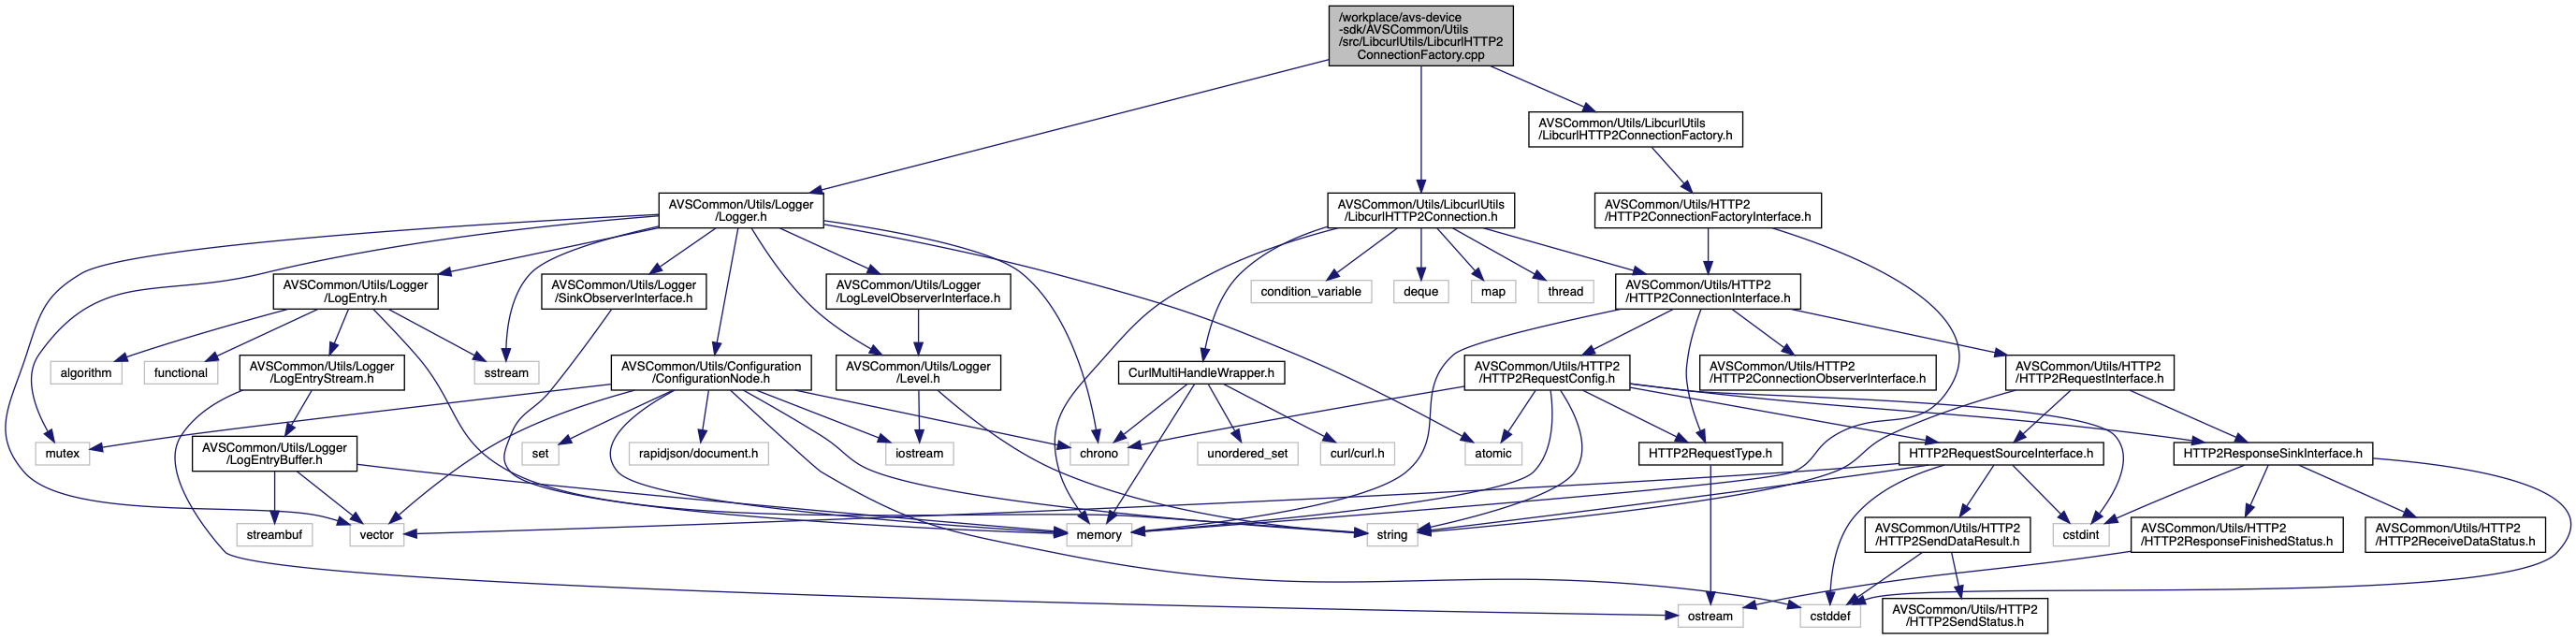 /workplace/avs-device
-sdk/AVSCommon/Utils
/src/LibcurlUtils/LibcurlHTTP2
ConnectionFactory.cpp
AVSCommon/Utils/LibcurlUtils
/LibcurlHTTP2ConnectionFactory.h
AVSCommon/Utils/Logger
/Logger.h
AVSCommon/Utils/LibcurlUtils
/LibcurlHTTP2Connection.h
AVSCommon/Utils/HTTP2
/HTTP2ConnectionFactoryInterface.h
AVSCommon/Utils/Logger
/LogEntry.h
AVSCommon/Utils/Logger
/SinkObserverInterface.h
AVSCommon/Utils/Logger
/LogLevelObserverInterface.h
condition_variable
deque
map
thread
AVSCommon/Utils/HTTP2
/HTTP2ConnectionInterface.h
algorithm
functional
AVSCommon/Utils/Logger
/LogEntryStream.h
sstream
AVSCommon/Utils/Configuration
/ConfigurationNode.h
AVSCommon/Utils/Logger
/Level.h
CurlMultiHandleWrapper.h
AVSCommon/Utils/HTTP2
/HTTP2RequestConfig.h
AVSCommon/Utils/HTTP2
/HTTP2ConnectionObserverInterface.h
AVSCommon/Utils/HTTP2
/HTTP2RequestInterface.h
mutex
AVSCommon/Utils/Logger
/LogEntryBuffer.h
set
rapidjson/document.h
iostream
chrono
unordered_set
curl/curl.h
atomic
HTTP2RequestType.h
HTTP2RequestSourceInterface.h
HTTP2ResponseSinkInterface.h
streambuf
vector
memory
string
AVSCommon/Utils/HTTP2
/HTTP2SendDataResult.h
cstdint
AVSCommon/Utils/HTTP2
/HTTP2ResponseFinishedStatus.h
AVSCommon/Utils/HTTP2
/HTTP2ReceiveDataStatus.h
ostream
cstddef
AVSCommon/Utils/HTTP2
/HTTP2SendStatus.h